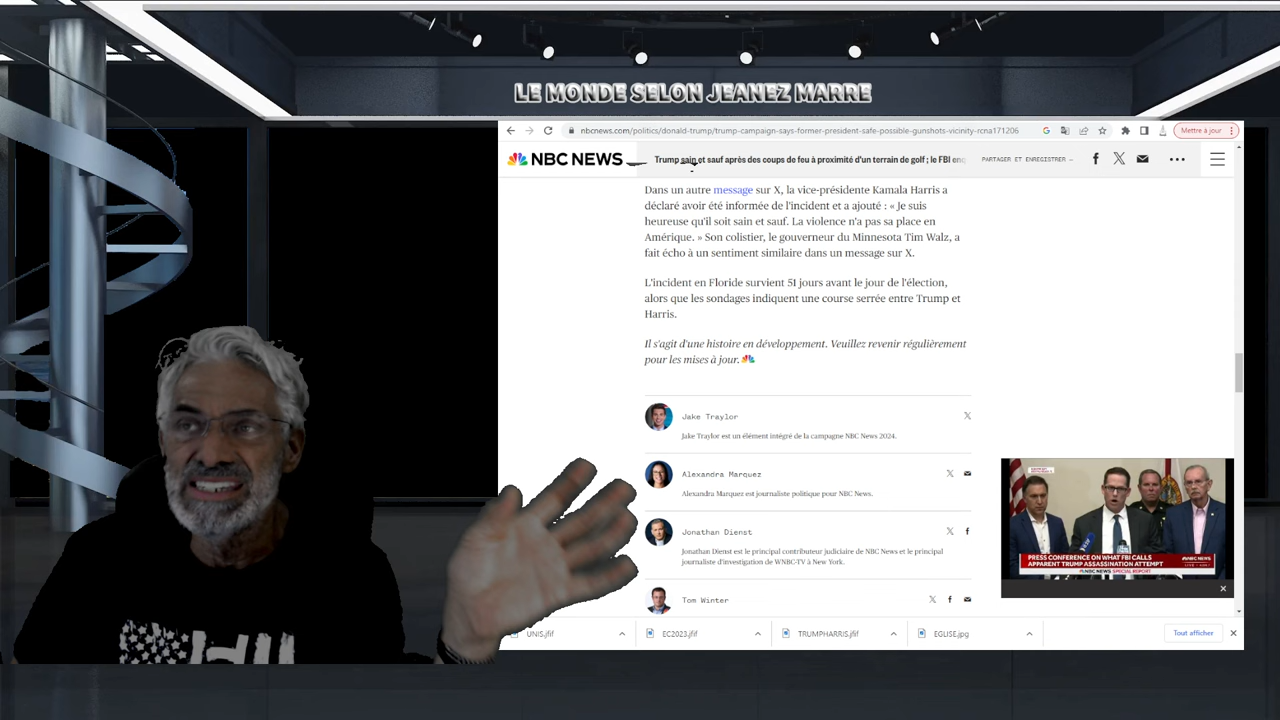 LE MONDE SELON JEANEZ MARRE
nbcnews.com/politics/donald-trump/trump-campaign-says-former-president-safe-possible-gunshots-vicinity-rcna171206
Mettre à jour
NBC NEWS
Trump sain et sauf après des coups de feu à proximité d'un terrain de golf ; le FBI enq
PARTAGER ET ENREGISTRER —
Dans un autre message sur X, la vice-présidente Kamala Harris a
déclaré avoir été informée de l'incident et a ajouté : « Je suis
heureuse qu'il soit sain et sauf. La violence n'a pas sa place en
Amérique. » Son colistier, le gouverneur du Minnesota Tim Walz, a
fait écho à un sentiment similaire dans un message sur X.
L'incident en Floride survient 51 jours avant le jour de l'élection,
alors que les sondages indiquent une course serrée entre Trump et
Harris.
Il s'agit d'une histoire en développement. Veuillez revenir régulièrement
pour les mises à jour.
Jake Traylor
Jake Traylor est un élément intégré de la campagne NBC News 2024.
Alexandra Marquez
Alexandra Marquez est journaliste politique pour NBC News.
Jonathan Dienst
Jonathan Dienst est le principal contributeur judiciaire de NBC News et le principal
journaliste d'investigation de WNBC-TV à New York.
Tom Winter
PRESS CONFERENCE ON WHAT FBI CALLS
APPARENT TRUMP ASSASSINATION ATTEMPT
NBC NEWS SPECIAL REPORT
UNIS.jfif
EC2023.jfif
TRUMPHARRIS.jfif
EGLISE.jpg
Tout afficher